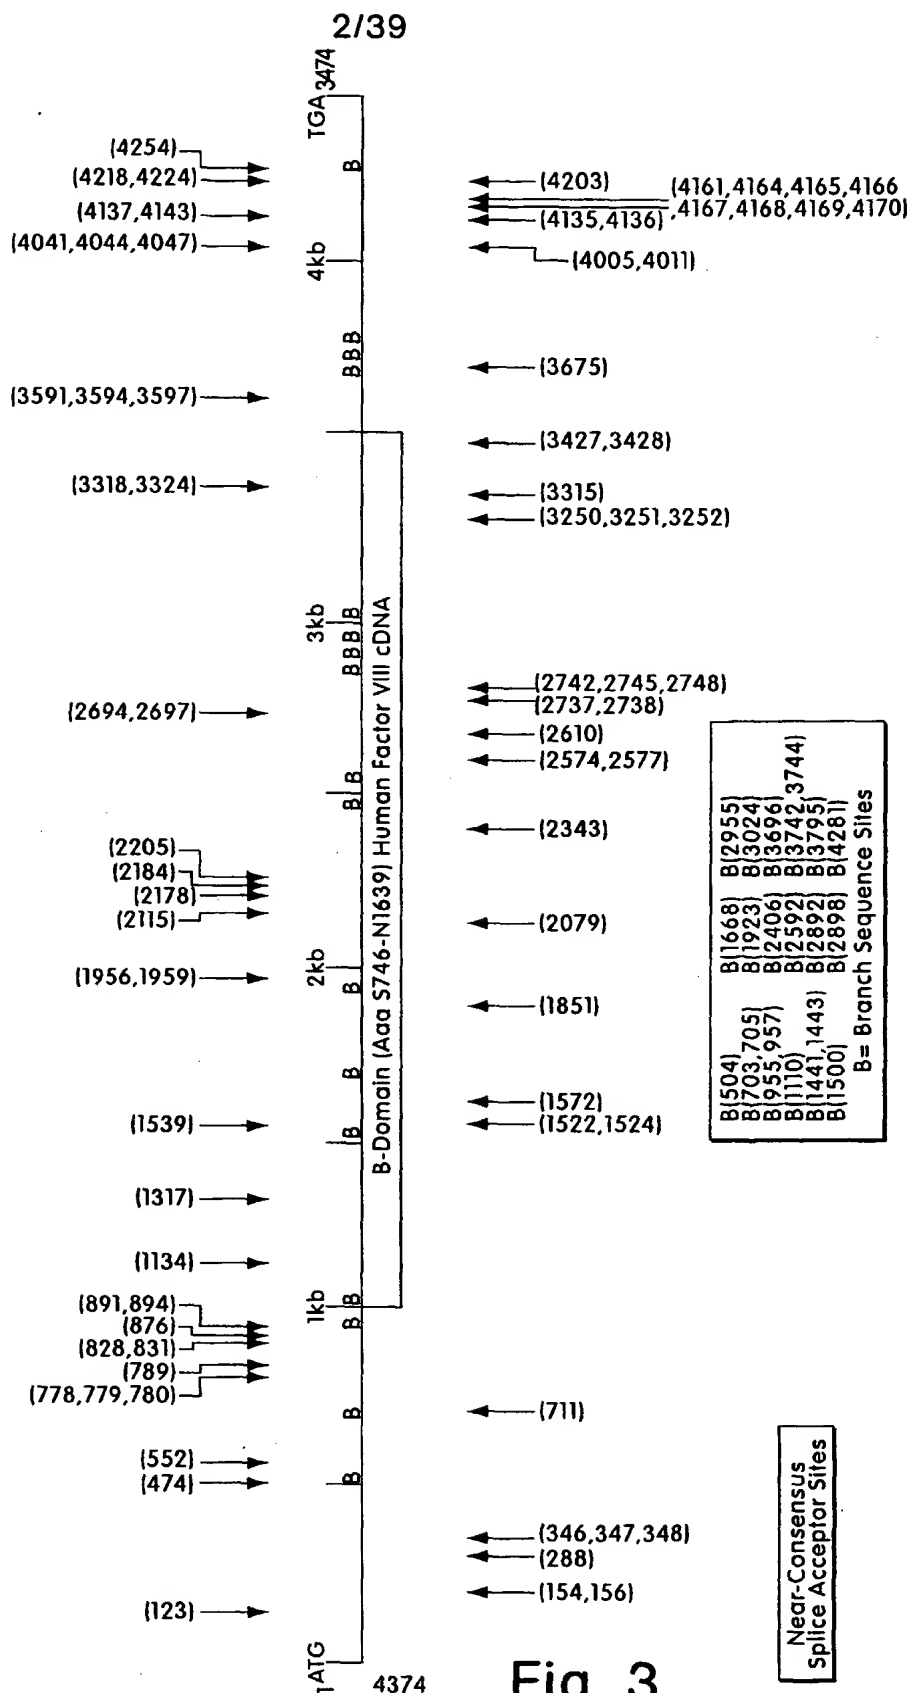 2/39
TGA 3474
(4254)
(4218,4224)
(4137,4143)
(4041,4044,4047)
(3591,3594,3597)
(3318,3324)
(2694,2697)
(2205)
(2184)
(2178)
(2115)
(1956,1959)
(1539)
(1317)
(1134)
(891,894)
(876)
(828,831)
(789)
(778,779,780)
(552)
(474)
(123)
B
4kb
B B B
3kb
B B B B
B B
2kb
B
B
B
1kb
B B
B
B
1 ATG
4374
B-Domain (Aaa S746-N1639) Human Factor VIII cDNA
(4203)
(4161,4164,4165,4166
,4167,4168,4169,4170)
(4135,4136)
(4005,4011)
(3675)
(3427,3428)
(3315)
(3250,3251,3252)
(2742,2745,2748)
(2737,2738)
(2610)
(2574,2577)
(2343)
(2079)
(1851)
(1572)
(1522,1524)
(711)
(346,347,348)
(288)
(154,156)
B(504) B(1668) B(2955)
B(703,705) B(1923) B(3024)
B(955,957) B(2406) B(3696)
B(1110) B(2592) B(3742,3744)
B(1441,1443) B(2892) B(3795)
B(1500) B(2898) B(4281)
B= Branch Sequence Sites
Near-Consensus
Splice Acceptor Sites
Fig. 3